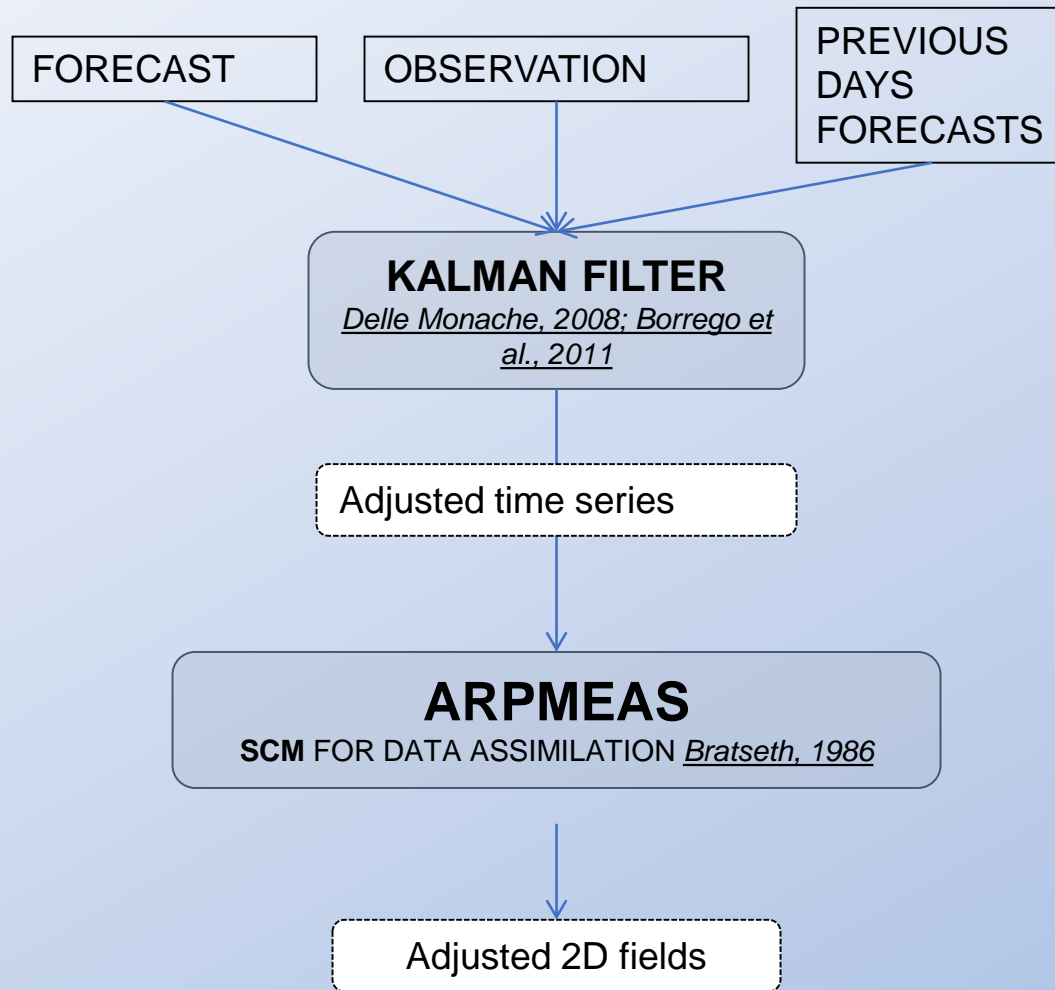 FORECAST
OBSERVATION
PREVIOUS
DAYS
FORECASTS
KALMAN FILTER
Delle Monache, 2008; Borrego et
al., 2011
Adjusted time series
ARPMEAS
SCM FOR DATA ASSIMILATION Bratseth, 1986
Adjusted 2D fields